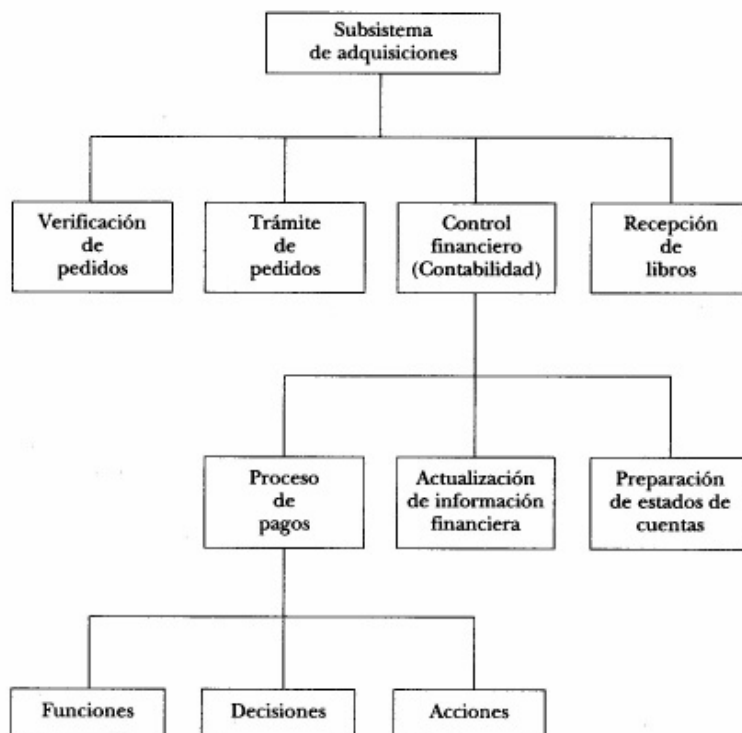 Subsistema
de adquisiciones
Verificación
de
pedidos
Trámite
de
pedidos
Control
financiero
(Contabilidad)
Recepción
de
libros
Proceso
de
pagos
Actualización
de información
financiera
Preparación
de estados de
cuentas
Funciones
Decisiones
Acciones